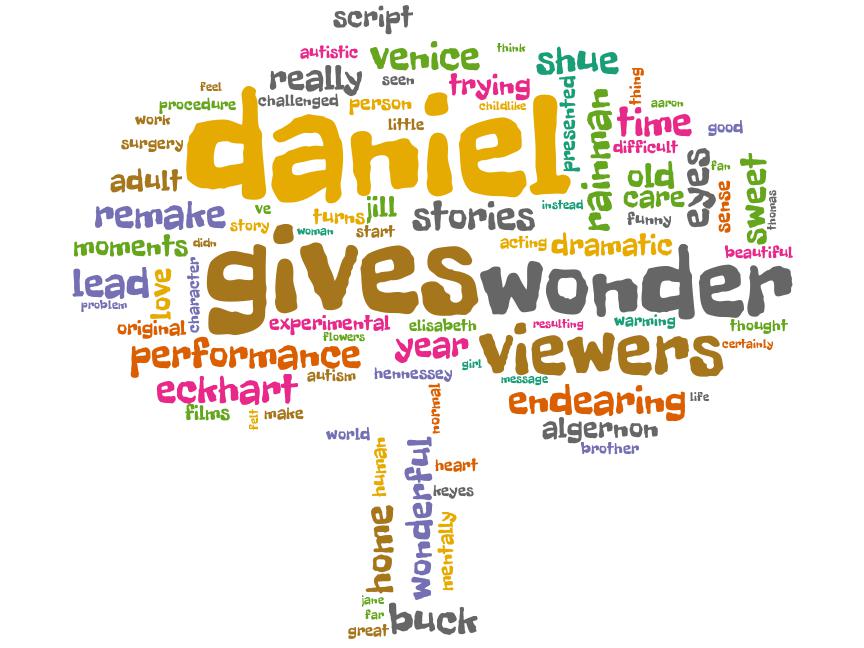 script
autistic
venice
think
shue
really
seen
trying
thing
feel
procedure
challenged
person
childlike
presented
rainman
aaron
work
daniel
little
time
good
surgery
difficult
adult
old
eyes
fan
sweet
care
sense
thomas
remake
ve
turns
jill
stories
instead
funny
story
woman
start
moments
didn
gives
acting
dramatic
beautiful
lead
love
character
wonder
problem
original
experimental
elisabeth
resulting
warming
thought
flowers
performance
year
viewers
certainly
girl
eckhart
autism
hennessey
message
films
felt
make
normal
endearing
life
algernon
world
brother
human
wonderful
heart
keyes
home
mentally
jane
far
buck
great